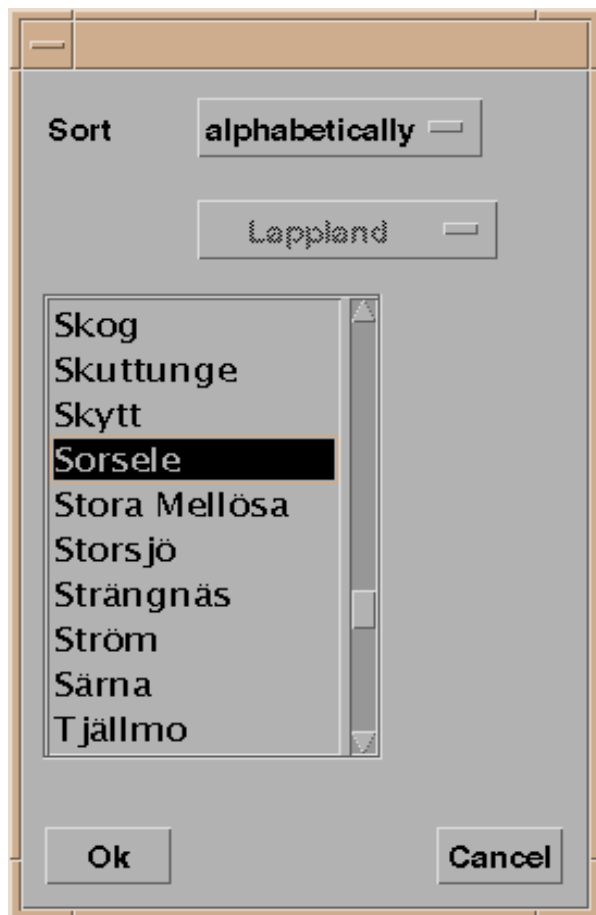 Sort alphabetically
Lappland
Skog
Skuttunge
Skytt
Sorsele
Stora Mellösa
Storsjö
Strängnäs
Ström
Särna
Tjällmo
Ok Cancel